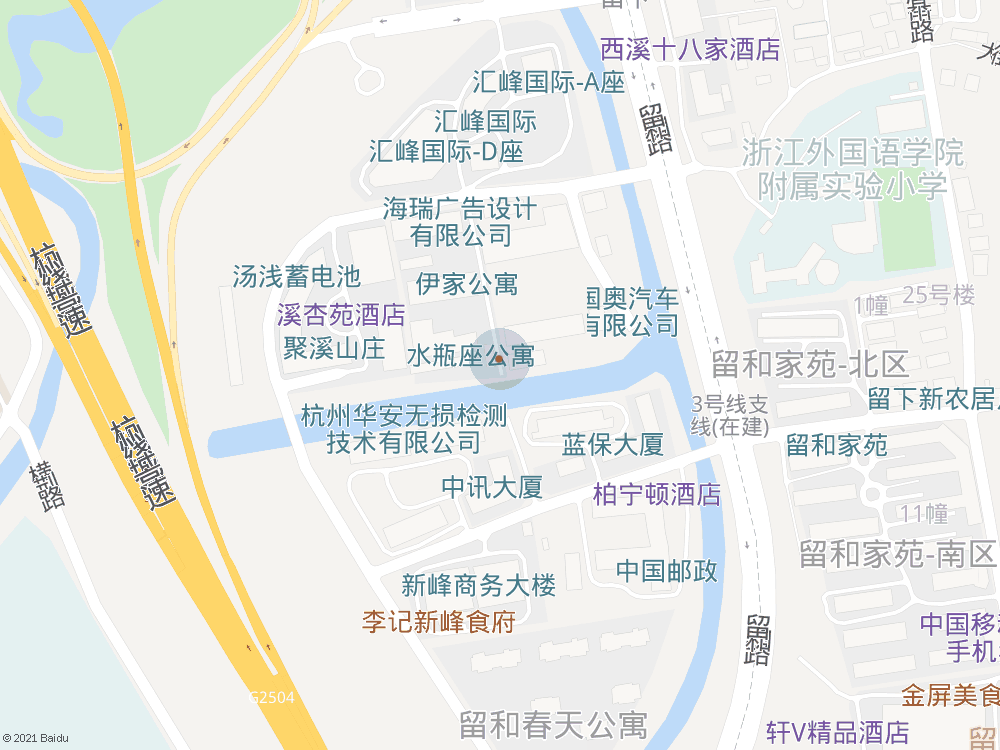 西溪十八家酒店
汇峰国际-A座
留和路
汇峰国际
汇峰国际-D座
浙江外国语学院
附属实验小学
海瑞广告设计
有限公司
杭
线
高速
汤浅蓄电池
伊家公寓
国奥汽车
有限公司
25号楼
1幢
溪杏苑酒店
聚溪山庄
水瓶座公寓
留和家苑-北区
3号线支
线(在建)
留下新农居
杭州华安无损检测
技术有限公司
蓝保大厦
留和家苑
杭
线
高速
横
路
中讯大厦
柏宁顿酒店
11幢
留和家苑-南区
中国邮政
新峰商务大楼
李记新峰食府
中国移
手机
留和路
G2504
金屏美食
留和春天公寓
轩V精品酒店
© 2021 Baidu